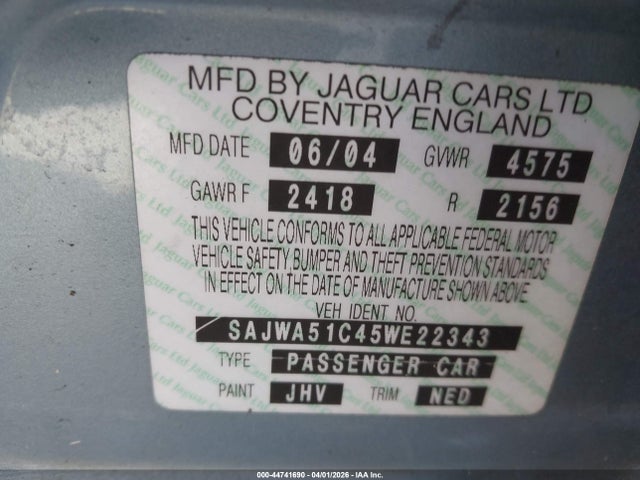 MFD BY JAGUAR CARS LTD
COVENTRY ENGLAND
MFD DATE 06/04 GVWR 4575
GAWR F 2418 R 2156
THIS VEHICLE CONFORMS TO ALL APPLICABLE FEDERAL MOTOR
VEHICLE SAFETY BUMPER AND THEFT PREVENTION STANDARDS
IN EFFECT ON THE DATE OF MANUFACTURE SHOWN ABOVE.
VEH IDENT NO.
SAJWA51C45WE22343
TYPE PASSENGER CAR
PAINT JHV TRIM NED
000-44741690 04/01/2026 - IAA Inc.